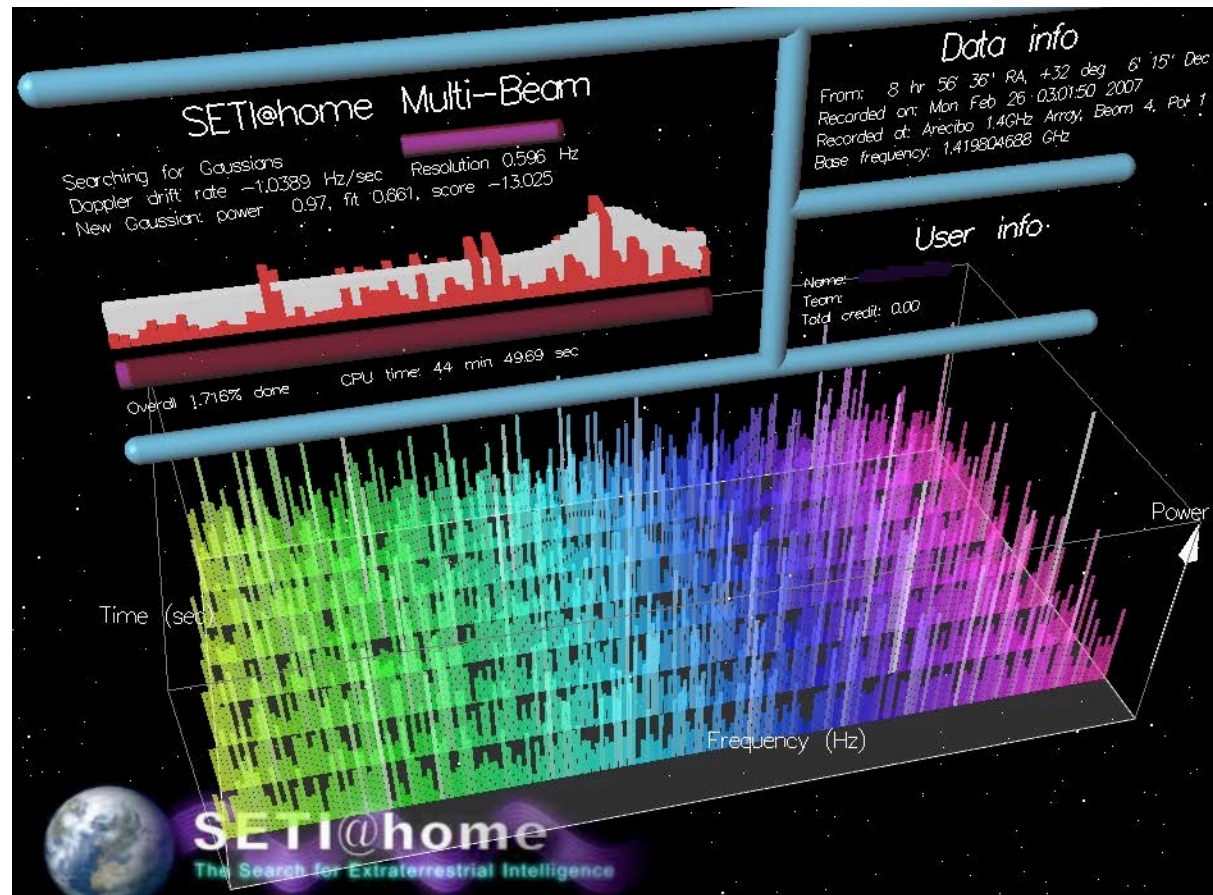 SETI@home Multi-Beam
Searching for Gaussians
Doppler drift rate -1.0389 Hz/sec Resolution 0.596 Hz
New Gaussian: power 0.97, fit 0.661, score -13.025
Overall 1.716% done CPU time: 44 min 49.69 sec
Data info
From: 8 hr 56' 36" RA, +32 deg 6' 15" Dec
Recorded on: Mon Feb 26 03:01:50 2007
Recorded at: Arecibo 1.4GHz Array, Beam 4, Pol 1
Base frequency: 1.419804688 GHz
User info
Name:
Team:
Total credit: 0.00
Power
Time (sec)
Frequency (Hz)
SETI@home
The Search for Extraterrestrial Intelligence